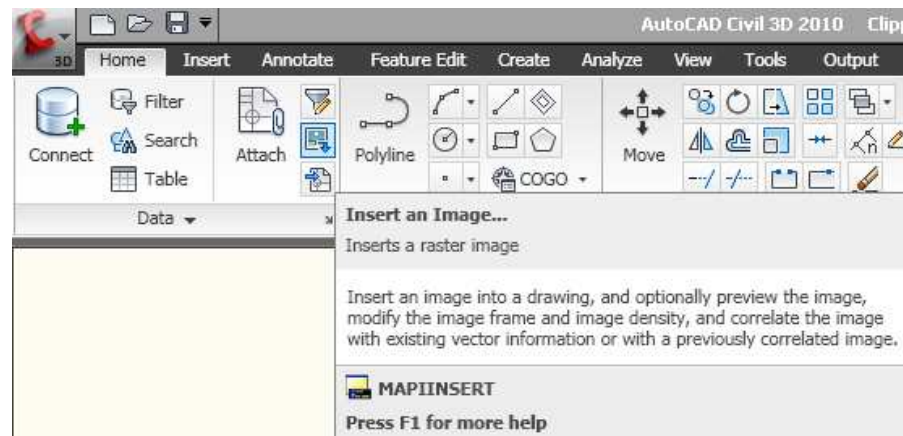 AutoCAD Civil 3D 2010 Clipp
3D
Home Insert Annotate Feature Edit Create Analyze View Tools Output
Connect
Filter
Search
Table
Attach
Polyline
COGO
Move
Data
Insert an Image...
Inserts a raster image
Insert an image into a drawing, and optionally preview the image,
modify the image frame and image density, and correlate the image
with existing vector information or with a previously correlated image.
MAPIINSERT
Press F1 for more help